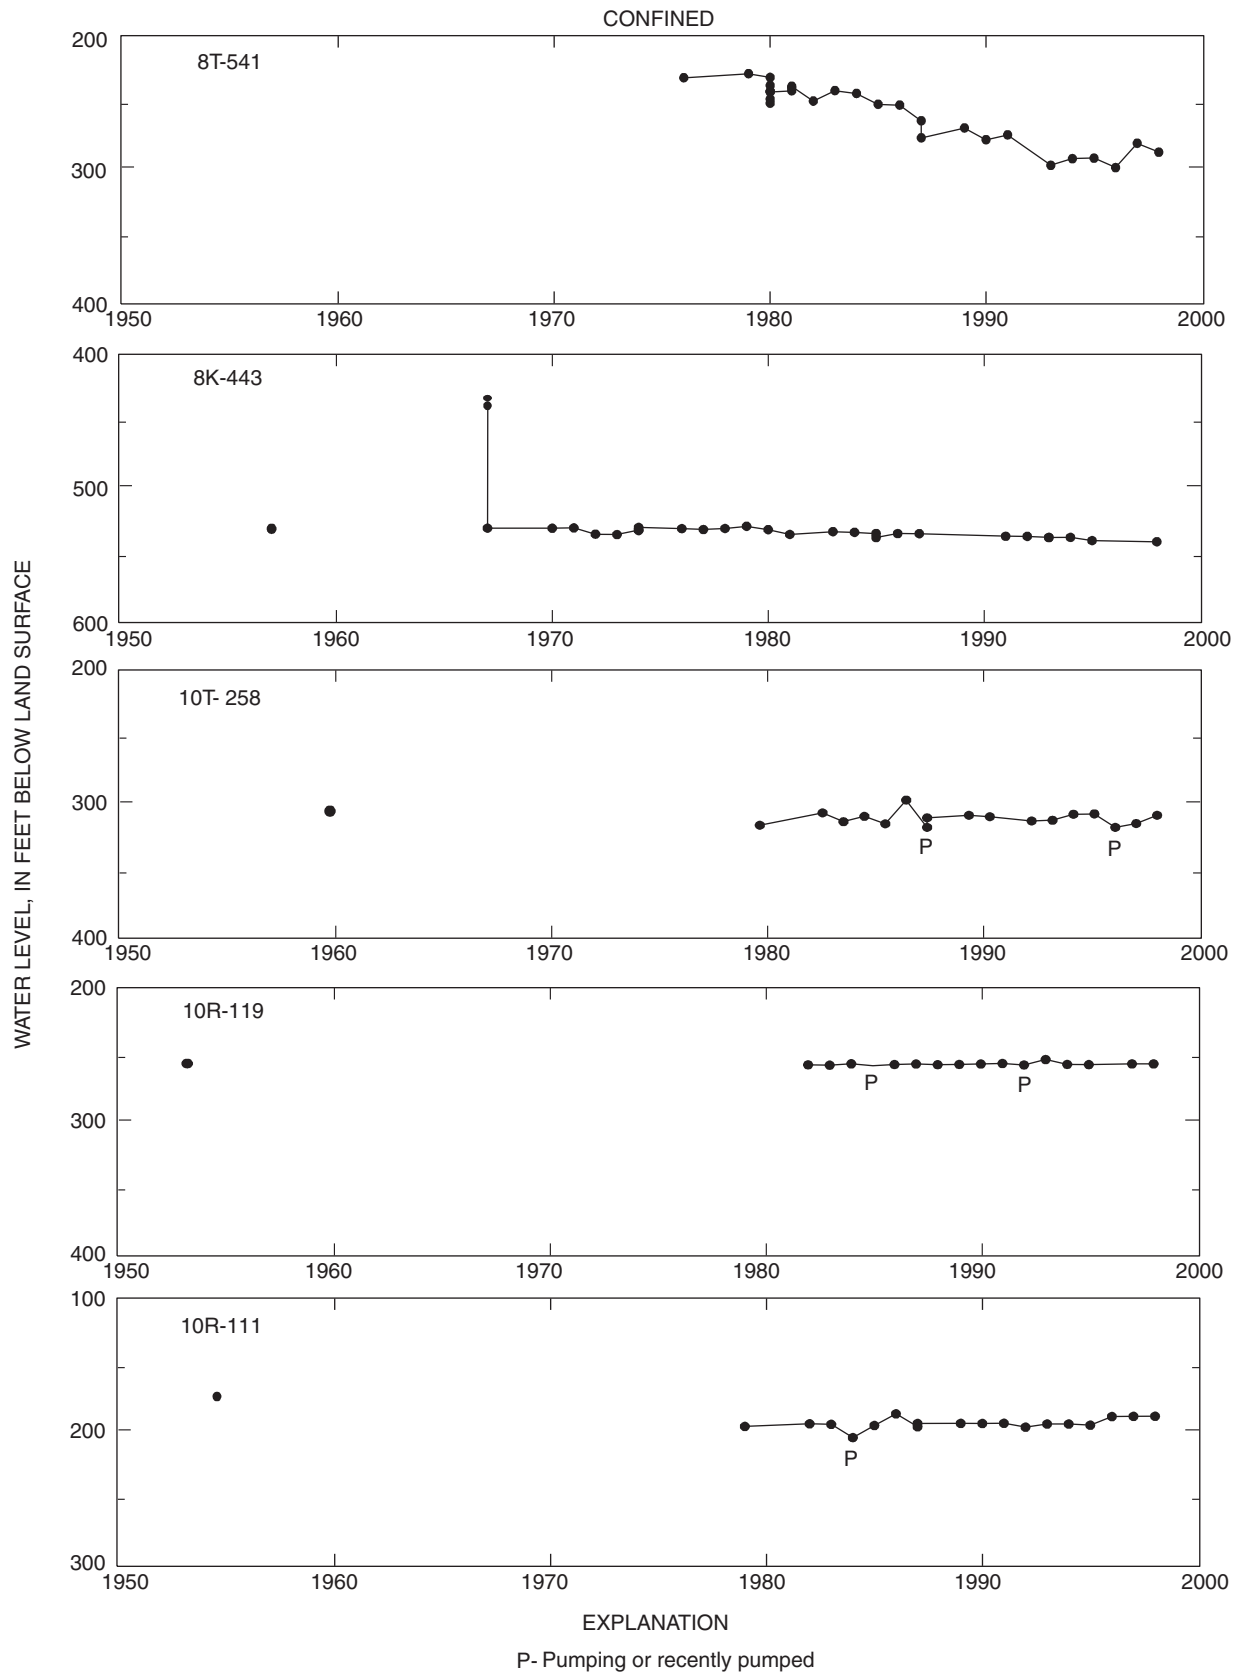 CONFINED
200
8T-541
300
400
1950 1960 1970 1980 1990 2000
400
8K-443
500
600
1950 1960 1970 1980 1990 2000
WATER LEVEL, IN FEET BELOW LAND SURFACE
200
10T- 258
300
P P
400
1950 1960 1970 1980 1990 2000
200
10R-119
P P
300
400
1950 1960 1970 1980 1990 2000
100
10R-111
200
P
300
1950 1960 1970 1980 1990 2000
EXPLANATION
P- Pumping or recently pumped